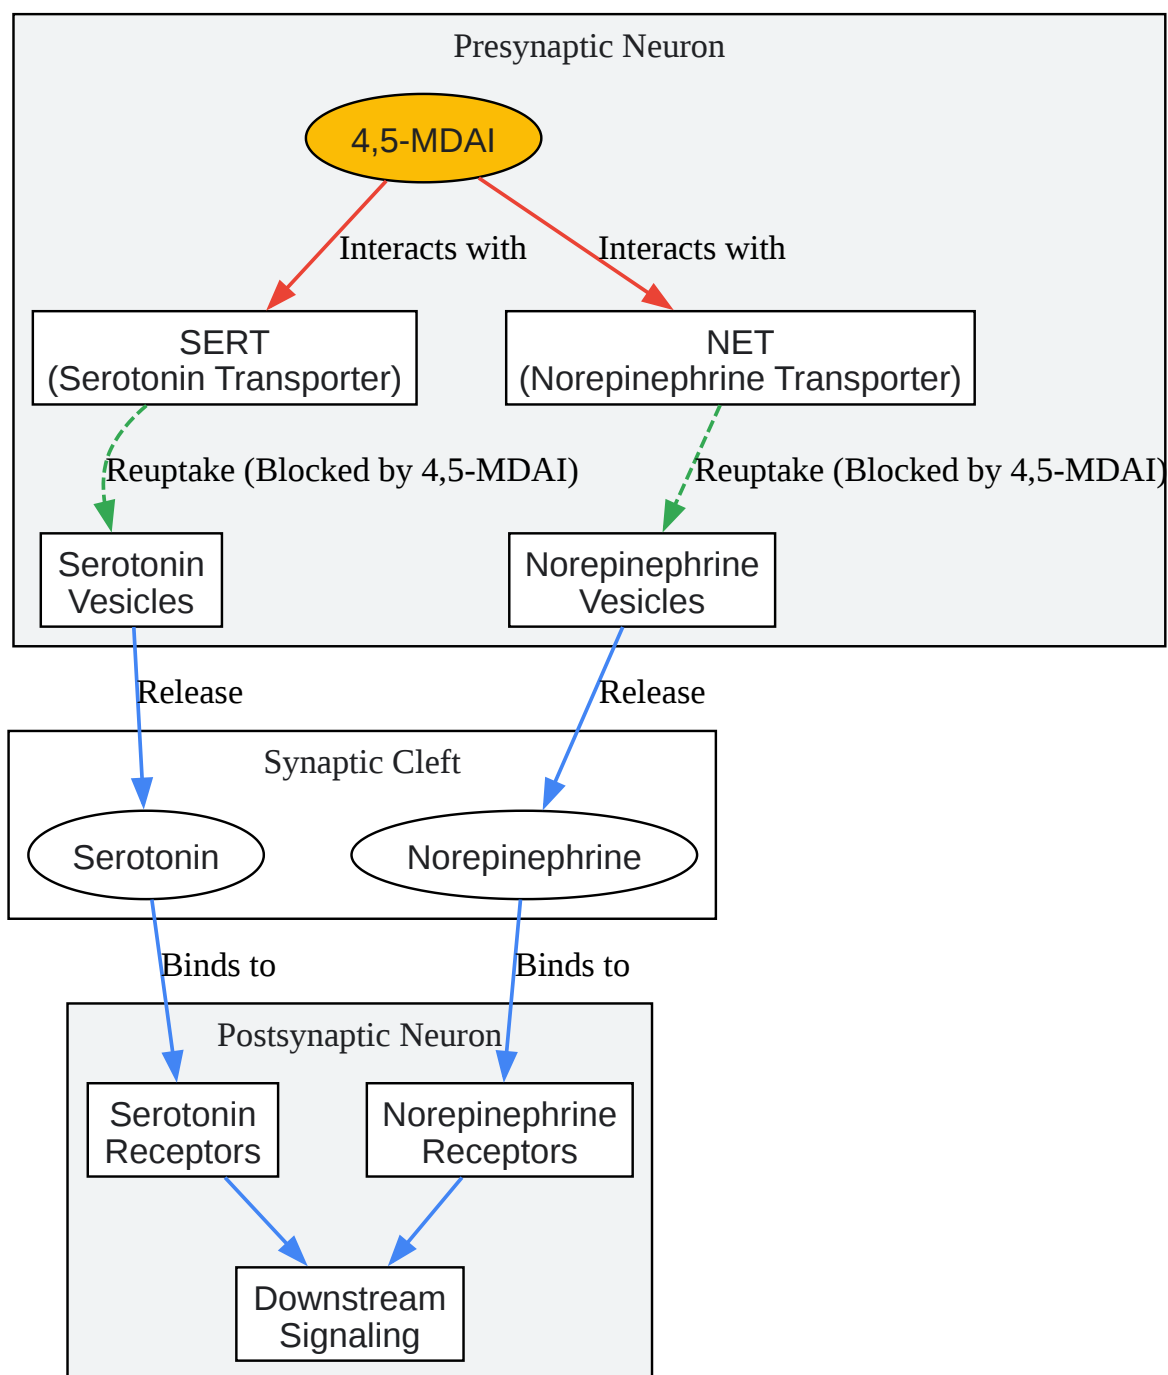 Presynaptic Neuron
4,5-MDAI
Interacts with
Interacts with
SERT
(Serotonin Transporter)
NET
(Norepinephrine Transporter)
Reuptake (Blocked by 4,5-MDAI)
Reuptake (Blocked by 4,5-MDAI)
Serotonin
Vesicles
Norepinephrine
Vesicles
Release
Release
Synaptic Cleft
Serotonin
Norepinephrine
Binds to
Binds to
Postsynaptic Neuron
Serotonin
Receptors
Norepinephrine
Receptors
Downstream
Signaling